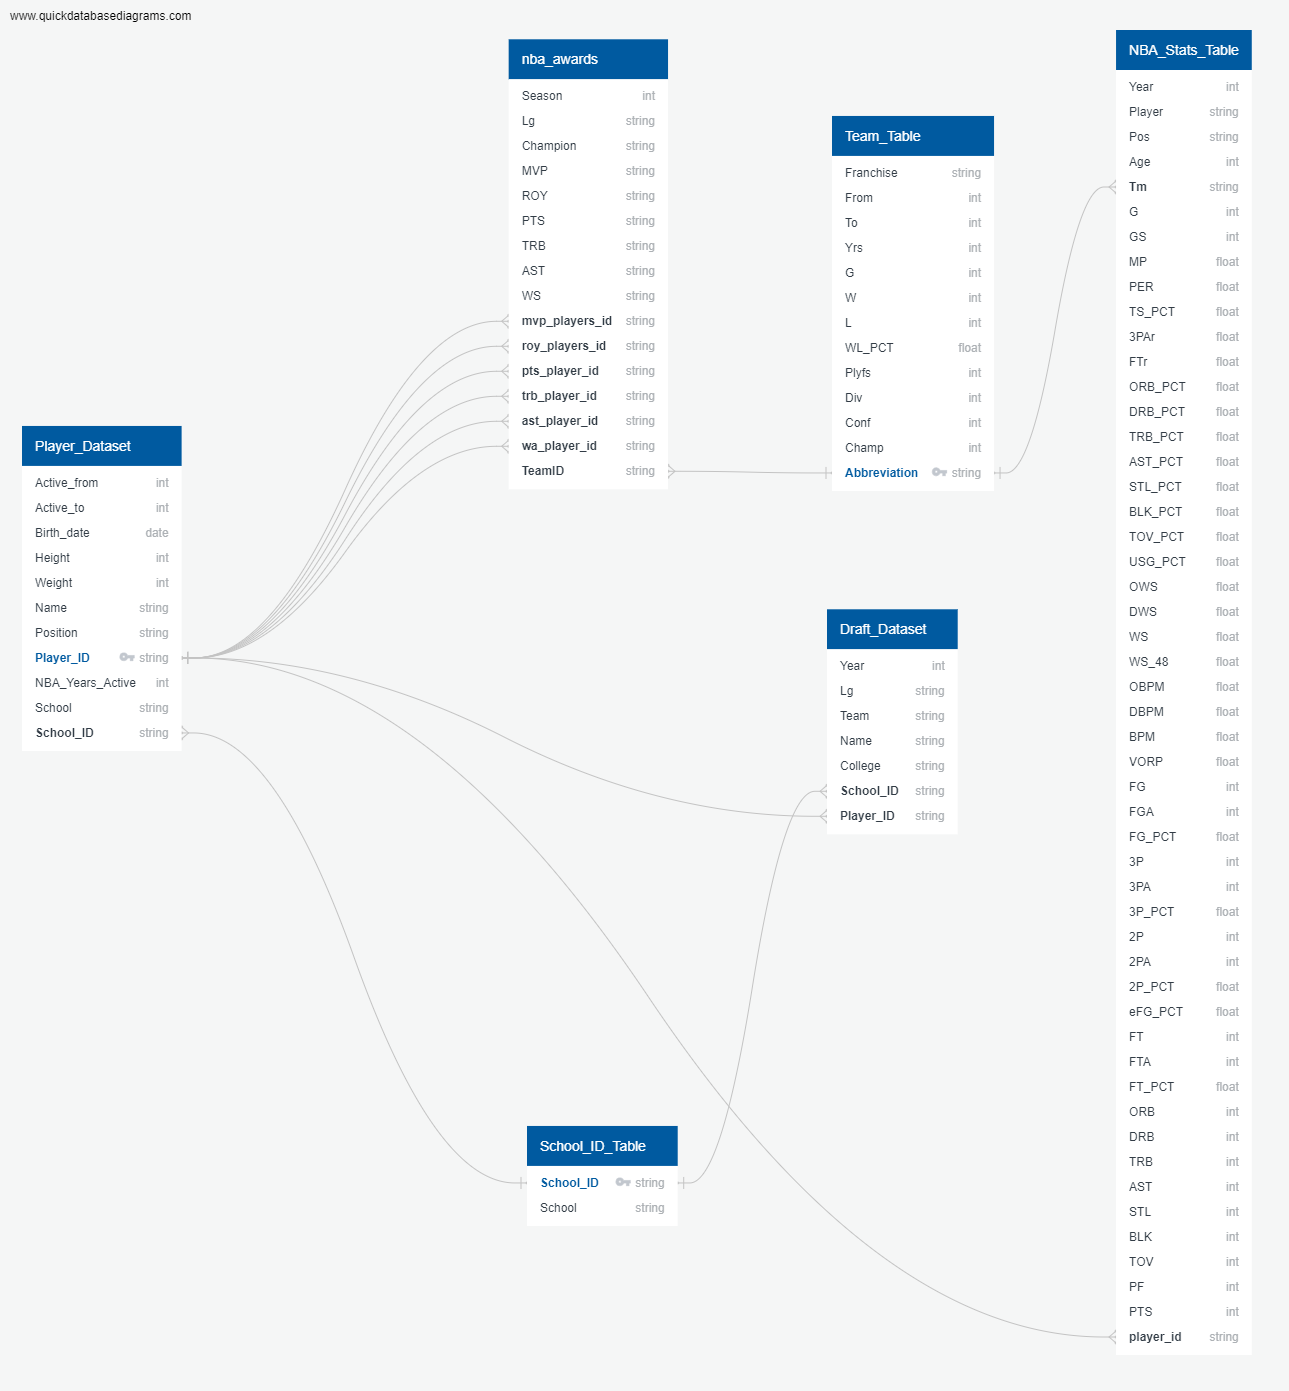 www.quickdatabasediagrams.com
nba_awards
Season int
Lg string
Champion string
MVP string
ROY string
PTS string
TRB string
AST string
WS string
mvp_players_id string
roy_players_id string
pts_player_id string
trb_player_id string
ast_player_id string
wa_player_id string
TeamID string
Team_Table
Franchise string
From int
To int
Yrs int
G int
W int
L int
WL_PCT float
Plyfs int
Div int
Conf int
Champ int
Abbreviation string
NBA_Stats_Table
Year int
Player string
Pos string
Age int
Tm string
G int
GS int
MP float
PER float
TS_PCT float
3PAr float
FTr float
ORB_PCT float
DRB_PCT float
TRB_PCT float
AST_PCT float
STL_PCT float
BLK_PCT float
TOV_PCT float
USG_PCT float
OWS float
DWS float
WS float
WS_48 float
OBPM float
DBPM float
BPM float
VORP float
FG int
FGA int
FG_PCT float
3P int
3PA int
3P_PCT float
2P int
2PA int
2P_PCT float
eFG_PCT float
FT int
FTA int
FT_PCT float
ORB int
DRB int
TRB int
AST int
STL int
BLK int
TOV int
PF int
PTS int
player_id string
Player_Dataset
Active_from int
Active_to int
Birth_date date
Height int
Weight int
Name string
Position string
Player_ID string
NBA_Years_Active int
School string
School_ID string
Draft_Dataset
Year int
Lg string
Team string
Name string
College string
School_ID string
Player_ID string
School_ID_Table
School_ID string
School string